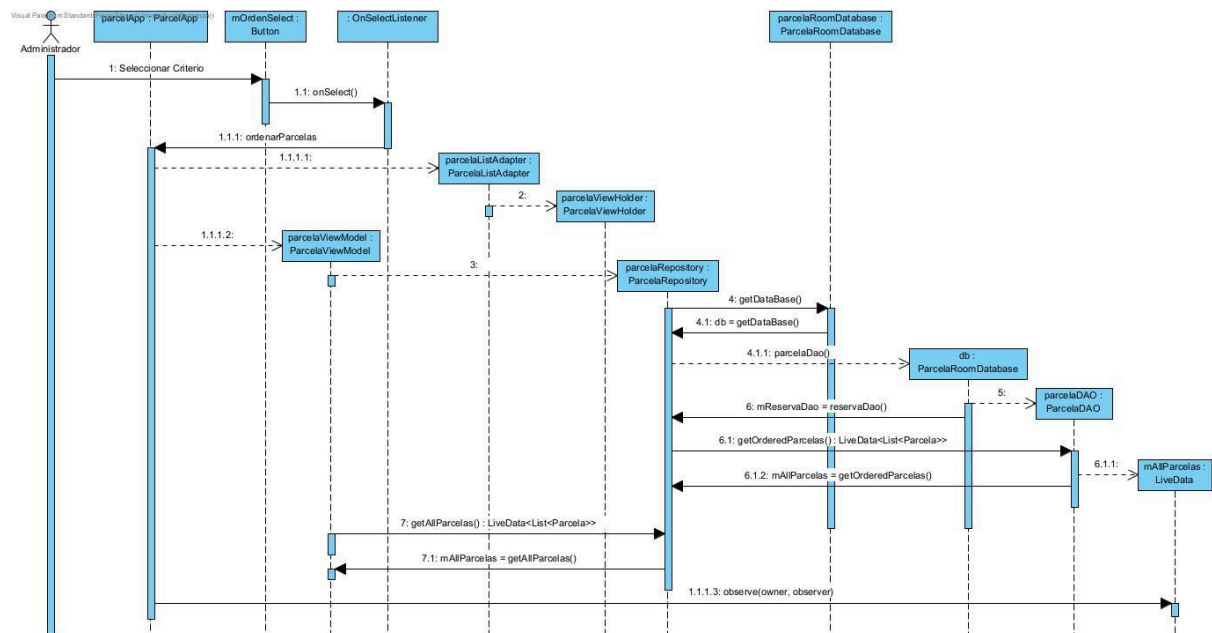 Visual Paradigm Standard
Administrador
parcelApp : ParcelApp
mOrdenSelect :
Button
: OnSelectListener
parcelaRoomDatabase :
ParcelaRoomDatabase
1: Seleccionar Criterio
1.1: onSelect()
1.1.1: ordenarParcelas
1.1.1.1:
parcelaListAdapter :
ParcelaListAdapter
2:
parcelaViewHolder :
ParcelaViewHolder
1.1.1.2:
parcelaViewModel :
ParcelaViewModel
3:
parcelaRepository :
ParcelaRepository
4: getDataBase()
4.1: db = getDataBase()
4.1.1: parcelaDao()
db :
ParcelaRoomDatabase
5:
parcelaDAO :
ParcelaDAO
6: mReservaDao = reservaDao()
6.1: getOrderedParcelas() : LiveData<List<Parcela>>
6.1.1:
mAllParcelas :
LiveData
6.1.2: mAllParcelas = getOrderedParcelas()
7: getAllParcelas() : LiveData<List<Parcela>>
7.1: mAllParcelas = getAllParcelas()
1.1.1.3: observe(owner, observer)